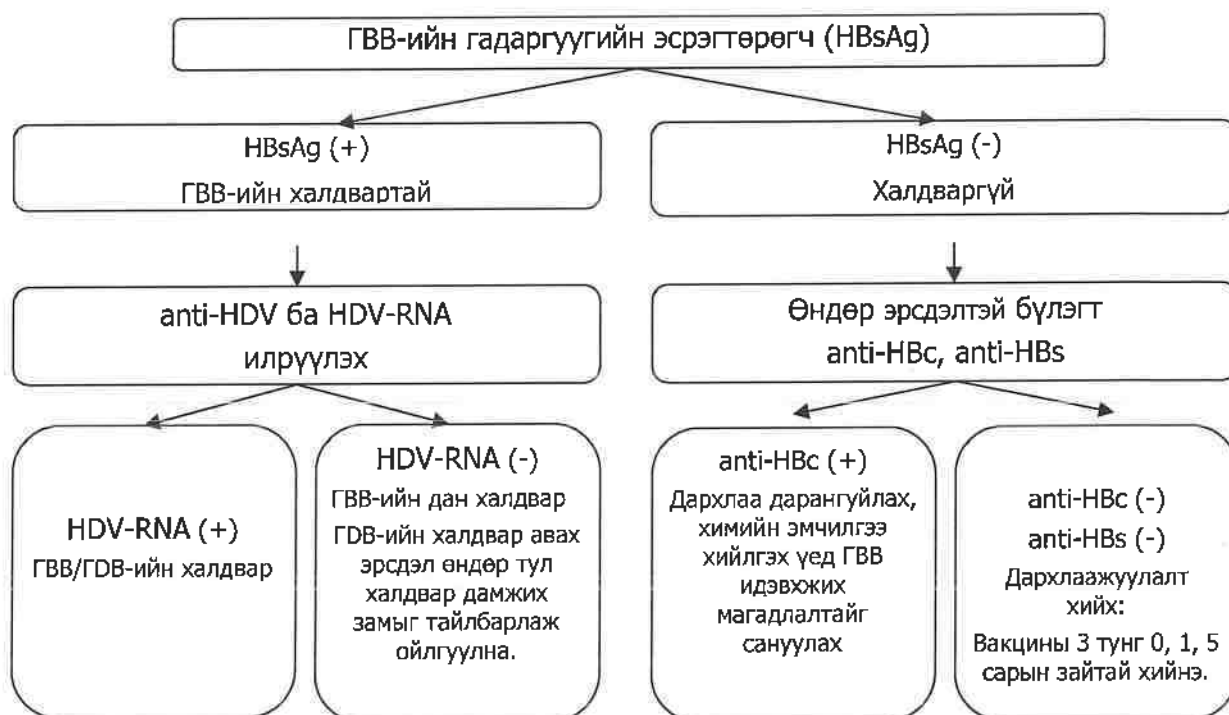 ГВВ-ийн гадаргуугийн эсрэгтөрөгч (HBsAg)
HBsAg (+)
ГВВ-ийн халдвартай
HBsAg (-)
Халдваргүй
anti-HDV ба HDV-RNA
илрүүлэх
Өндөр эрсдэлтэй бүлэгт
anti-HBc, anti-HBs
HDV-RNA (+)
ГВВ/ГDВ-ийн халдвар
HDV-RNA (-)
ГВВ-ийн дан халдвар
ГDВ-ийн халдвар авах
эрсдэл өндөр тул
халдвар дамжих
замыг тайлбарлаж
ойлгуулна.
anti-HBc (+)
Дархлаа дарангуйлах,
химийн эмчилгээ
хийлгэх үед ГВВ
идэвхжих
магадлалтайг
сануулах
anti-HBc (-)
anti-HBs (-)
Дархлаажуулалт
хийх:
Вакцины 3 тунг 0, 1, 5
сарын зайтай хийнэ.